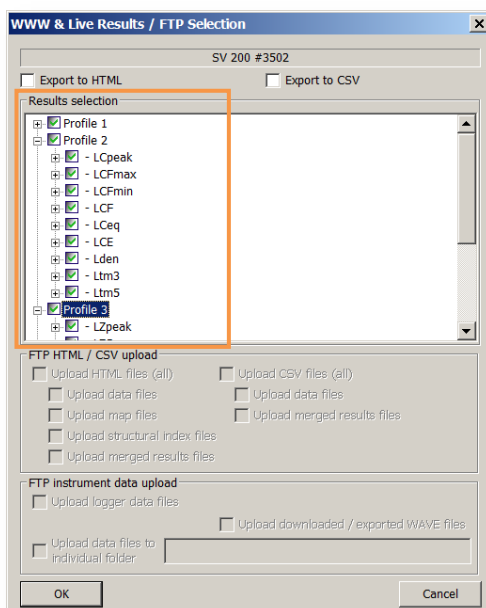 WWW & Live Results / FTP Selection
SV 200 #3502
Export to HTML Export to CSV
Results selection
Profile 1
Profile 2
- LCpeak
- LCFmax
- LCFmin
- LCF
- LCeq
- LCE
- Lden
- Ltm3
- Ltm5
Profile 3
- LZpeak
FTP HTML / CSV upload
Upload HTML files (all) Upload CSV files (all)
Upload data files Upload data files
Upload map files Upload merged results files
Upload structural index files
Upload merged results files
FTP instrument data upload
Upload logger data files
Upload downloaded / exported WAVE files
Upload data files to
individual folder
OK Cancel